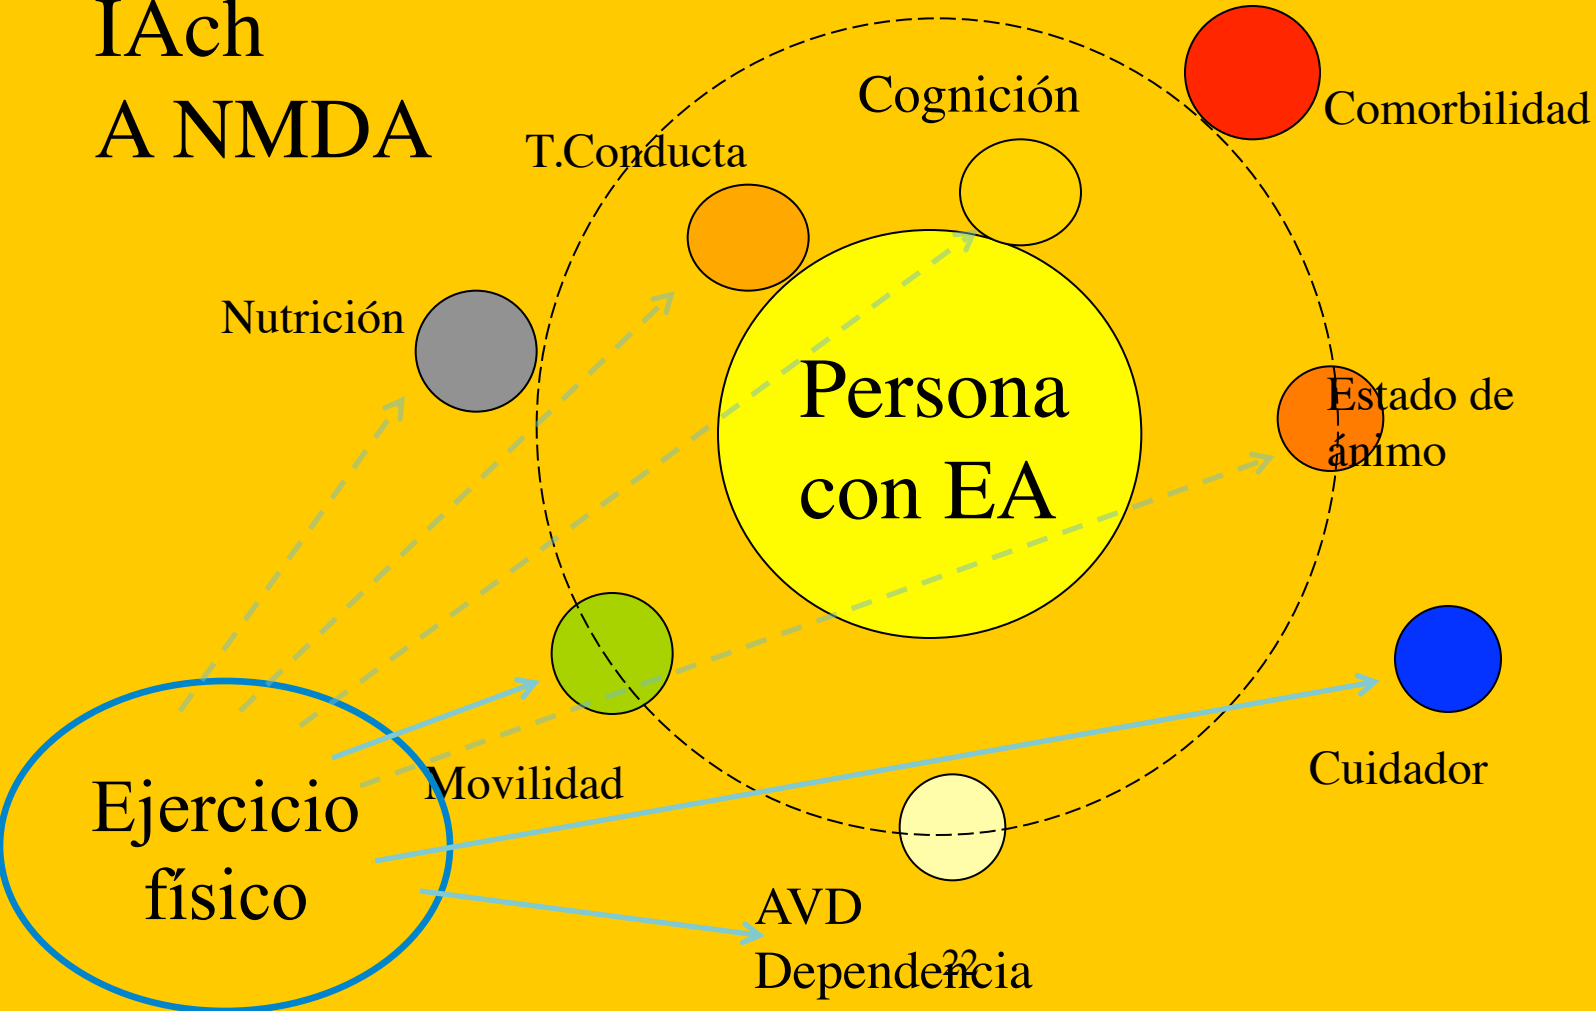 IAch
A NMDA
Cognición
Comorbilidad
T.Conducta
Nutrición
Persona
con EA
Estado de
ánimo
Movilidad
Cuidador
Ejercicio
físico
AVD
Dependencia
22